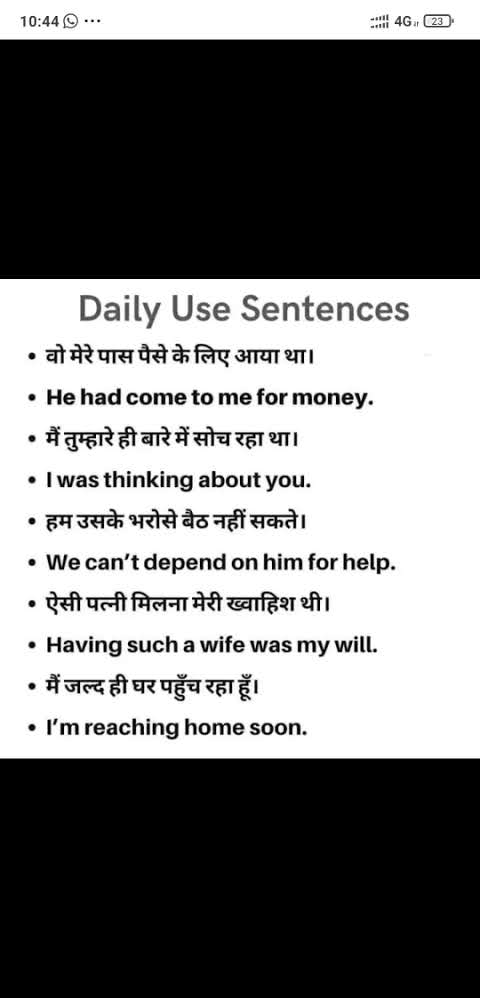 10:44
4G 23
Daily Use Sentences
• वो मेरे पास पैसे के लिए आया था।
• He had come to me for money.
• मैं तुम्हारे ही बारे में सोच रहा था।
• I was thinking about you.
• हम उसके भरोसे बैठ नहीं सकते।
• We can’t depend on him for help.
• ऐसी पत्नी मिलना मेरी ख्वाहिश थी।
• Having such a wife was my will.
• मैं जल्द ही घर पहुँच रहा हूँ।
• I’m reaching home soon.